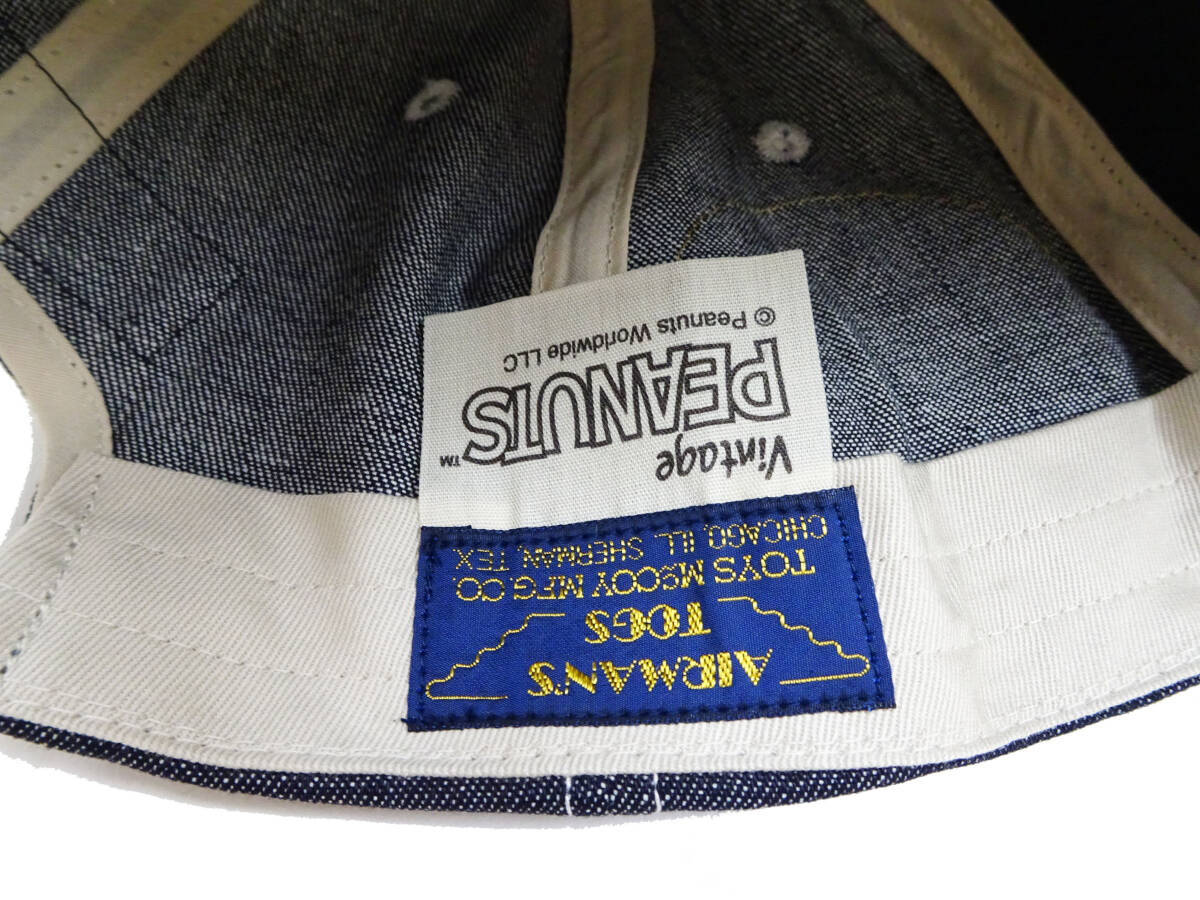 AIRMAN'S
TOGS
TOYS McCOY MFG.CO.
CHICAGO, ILL. SHERMAN, TEX.
Vintage
PEANUTS™
© Peanuts Worldwide LLC